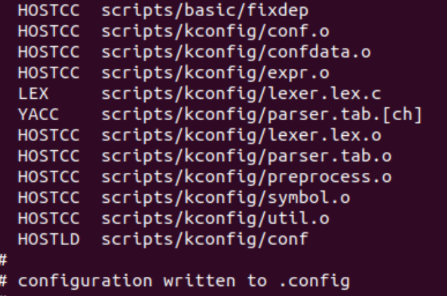 HOSTCC scripts/basic/fixdep
HOSTCC scripts/kconfig/conf.o
HOSTCC scripts/kconfig/confdata.o
HOSTCC scripts/kconfig/expr.o
LEX scripts/kconfig/lexer.lex.c
YACC scripts/kconfig/parser.tab.[ch]
HOSTCC scripts/kconfig/lexer.lex.o
HOSTCC scripts/kconfig/parser.tab.o
HOSTCC scripts/kconfig/preprocess.o
HOSTCC scripts/kconfig/symbol.o
HOSTCC scripts/kconfig/util.o
HOSTLD scripts/kconfig/conf
#
# configuration written to .config